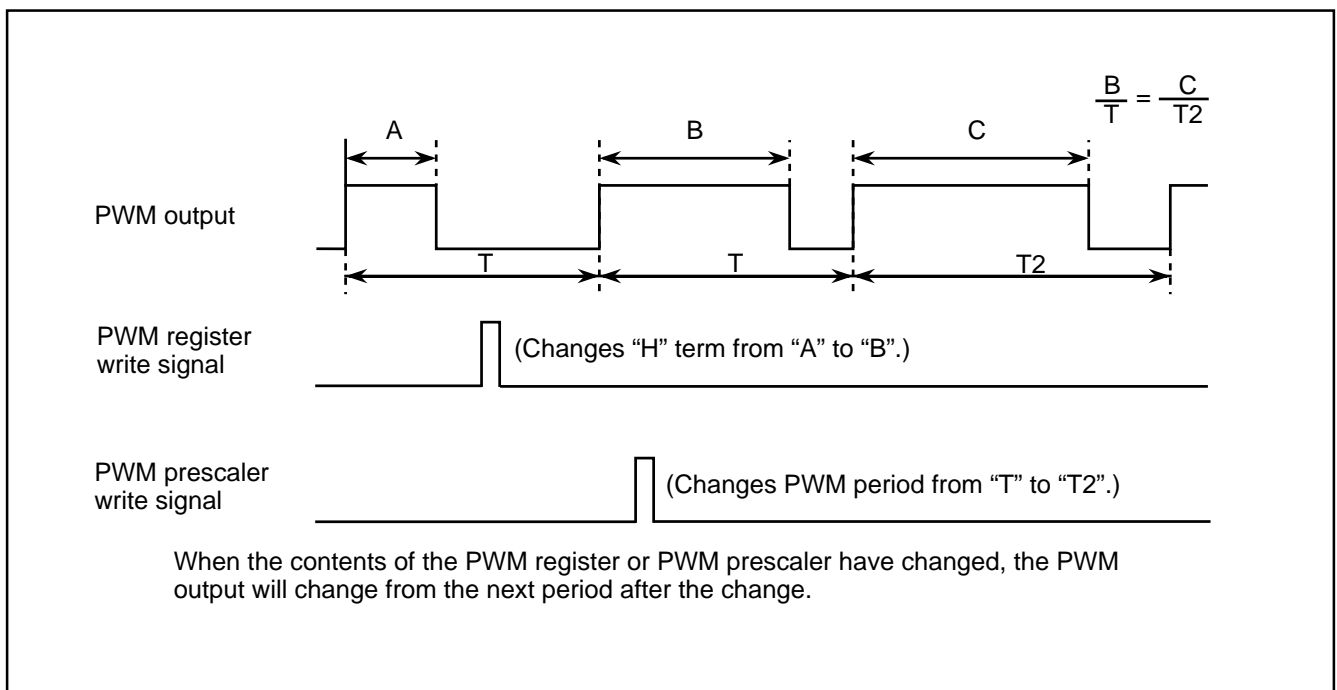 B/T = C/T2
A B C
PWM output
T T T2
PWM register
write signal
(Changes “H” term from “A” to “B”.)
PWM prescaler
write signal
(Changes PWM period from “T” to “T2”.)
When the contents of the PWM register or PWM prescaler have changed, the PWM
output will change from the next period after the change.